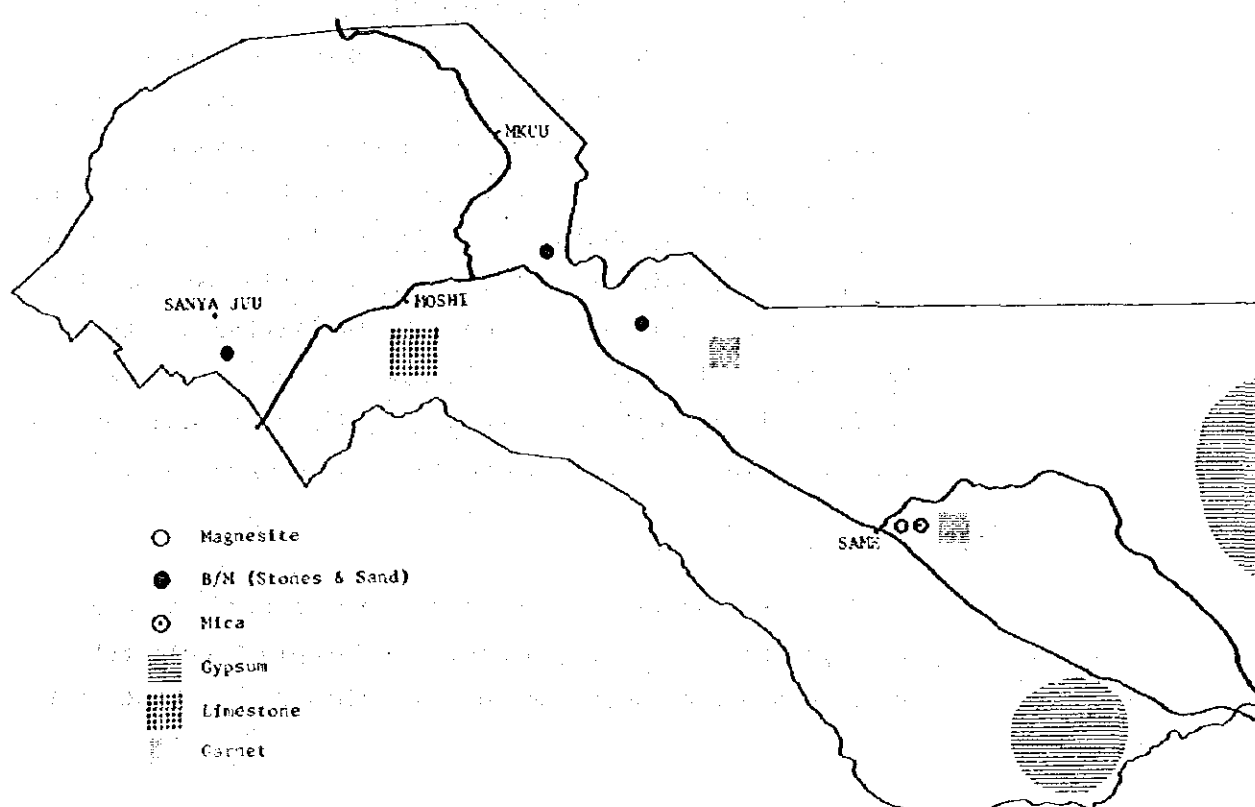 MKUU
SANYA JUU
MOSHI
SAME
Magnesite
B/M (Stones & Sand)
Mica
Gypsum
Limestone
Garnet